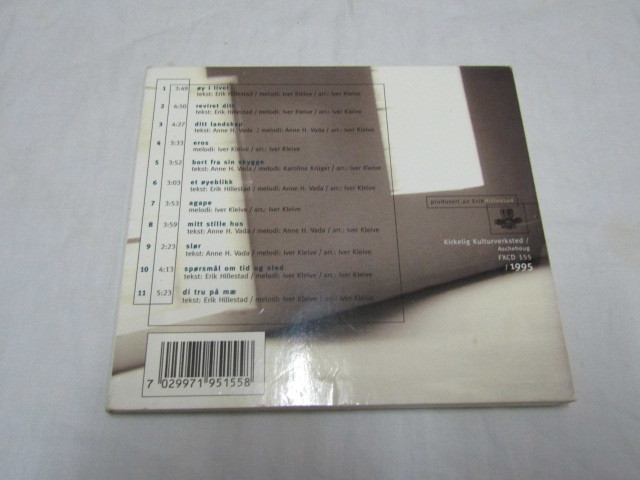 1 3:49 øy i livet
tekst: Erik Hillestad / melodi: Iver Kleive / arr.: Iver Kleive
2 4:50 reviret ditt
tekst: Erik Hillestad / melodi: Iver Kleive / arr.: Iver Kleive
3 4:27 ditt landskap
tekst: Anne H. Vada / melodi: Anne H. Vada / arr.: Iver Kleive
4 3:33 eros
melodi: Iver Kleive / arr.: Iver Kleive
5 3:52 bort fra sin skygge
tekst: Anne H. Vada / melodi: Karoline Krüger / arr.: Iver Kleive
6 3:03 et øyeblikk
tekst: Erik Hillestad / melodi: Anne H. Vada / arr.: Iver Kleive
7 3:53 agape
melodi: Iver Kleive / arr.: Iver Kleive
8 3:59 mitt stille hus
tekst: Anne H. Vada / melodi: Anne H. Vada / arr.: Iver Kleive
9 2:23 slør
tekst: Anne H. Vada / melodi: Iver Kleive / arr.: Iver Kleive
10 4:13 spørsmål om tid og sted
tekst: Erik Hillestad / melodi: Iver Kleive / arr.: Iver Kleive
11 5:23 di tru på mæ
tekst: Erik Hillestad / melodi: Iver Kleive / arr.: Iver Kleive
produsert av Erik Hillestad
Kirkelig Kulturverksted /
Aschehoug
FXCD 155
/ 1995
7 029971 951558